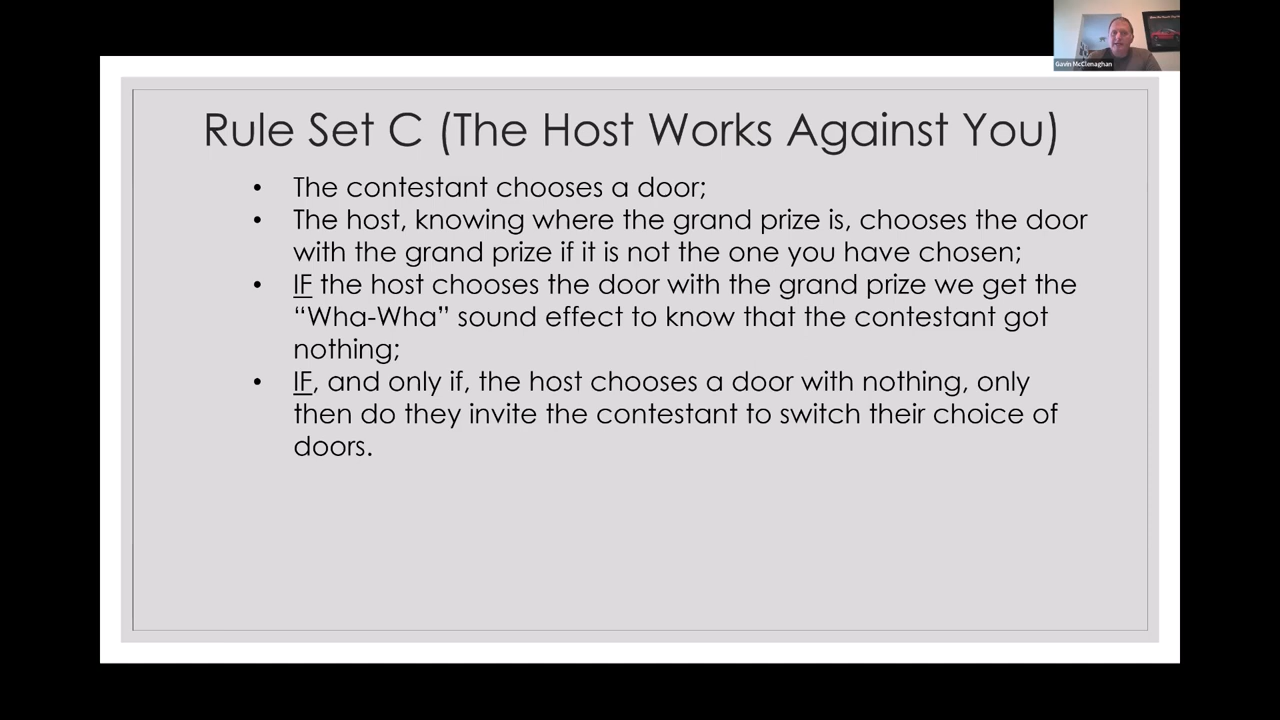 Gavin McClenaghan
Rule Set C (The Host Works Against You)
• The contestant chooses a door;
• The host, knowing where the grand prize is, chooses the door
with the grand prize if it is not the one you have chosen;
• IF the host chooses the door with the grand prize we get the
“Wha-Wha” sound effect to know that the contestant got
nothing;
• IF, and only if, the host chooses a door with nothing, only
then do they invite the contestant to switch their choice of
doors.